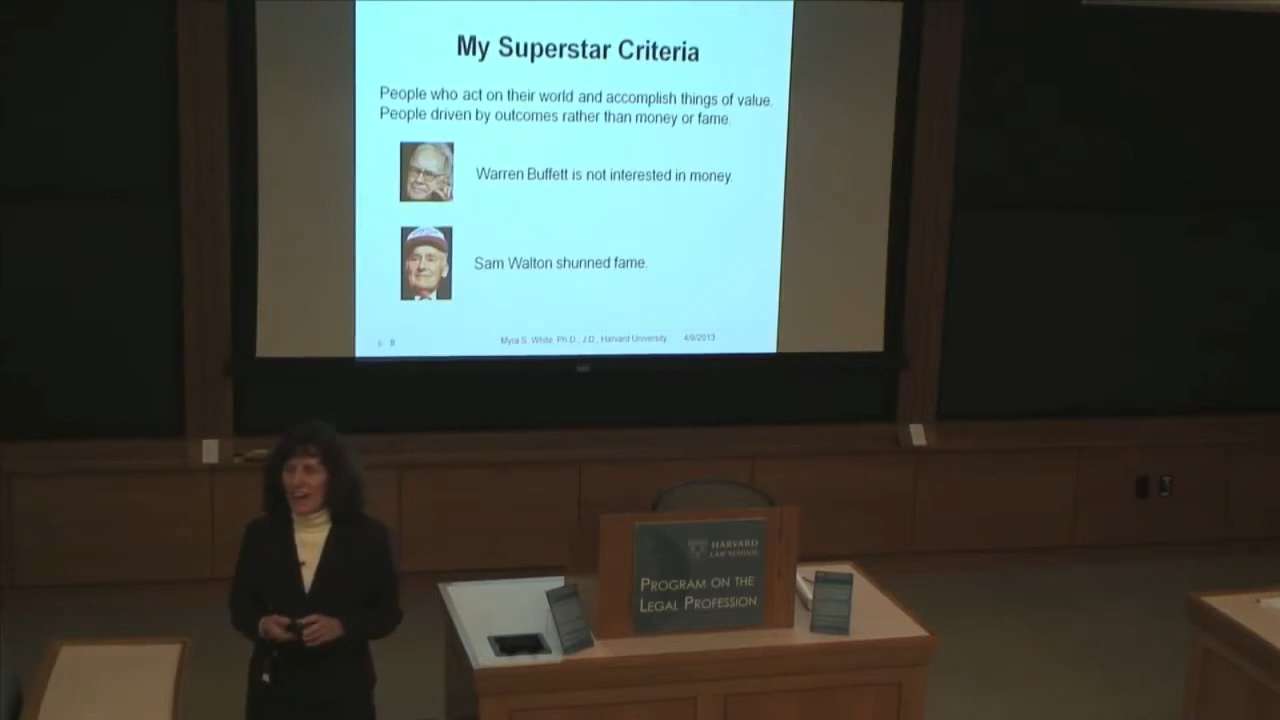 My Superstar Criteria
People who act on their world and accomplish things of value.
People driven by outcomes rather than money or fame.
Warren Buffett is not interested in money.
Sam Walton shunned fame.
8
Myra S. White, Ph.D., J.D., Harvard University
4/9/2013
HARVARD
LAW SCHOOL
PROGRAM ON THE
LEGAL PROFESSION